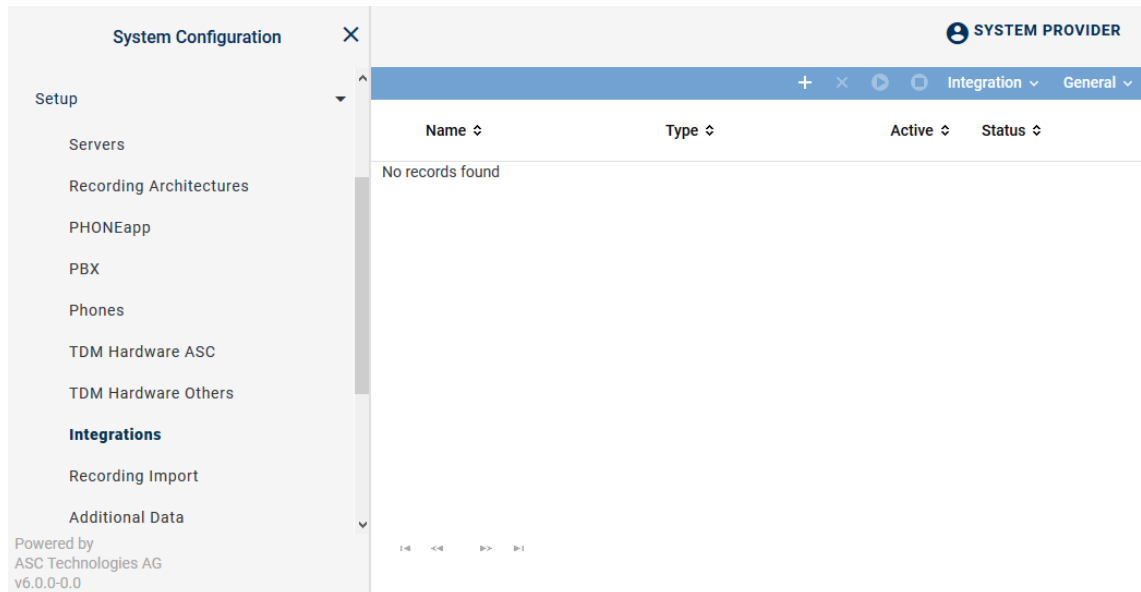 System Configuration
SYSTEM PROVIDER
Setup
Integration
General
Servers
Name
Type
Active
Status
No records found
Recording Architectures
PHONEapp
PBX
Phones
TDM Hardware ASC
TDM Hardware Others
Integrations
Recording Import
Additional Data
Powered by
ASC Technologies AG
v6.0.0-0.0